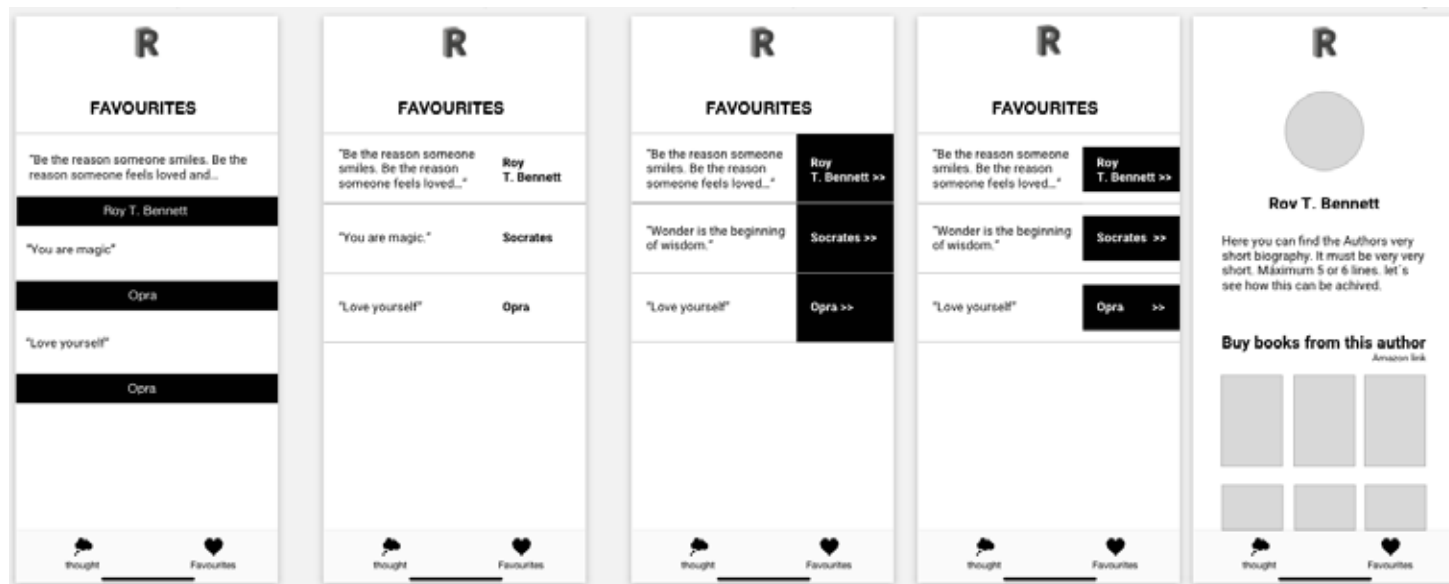 R
FAVOURITES
"Be the reason someone smiles. Be the
reason someone feels loved and...
Roy T. Bennett
"You are magic"
Opra
"Love yourself"
Opra
thought
Favourites
R
FAVOURITES
"Be the reason someone
smiles. Be the reason
someone feels loved..."
Roy
T. Bennett
"You are magic."
Socrates
"Love yourself"
Opra
thought
Favourites
R
FAVOURITES
"Be the reason someone
smiles. Be the reason
someone feels loved..."
Roy
T. Bennett >>
"Wonder is the beginning
of wisdom."
Socrates >>
"Love yourself"
Opra >>
thought
Favourites
R
FAVOURITES
"Be the reason someone
smiles. Be the reason
someone feels loved..."
Roy
T. Bennett >>
"Wonder is the beginning
of wisdom."
Socrates >>
"Love yourself"
Opra >>
thought
Favourites
R
Roy T. Bennett
Here you can find the Authors very
short biography. It must be very very
short. Máximum 5 or 6 lines. let´s
see how this can be achived.
Buy books from this author
Amazon link
thought
Favourites